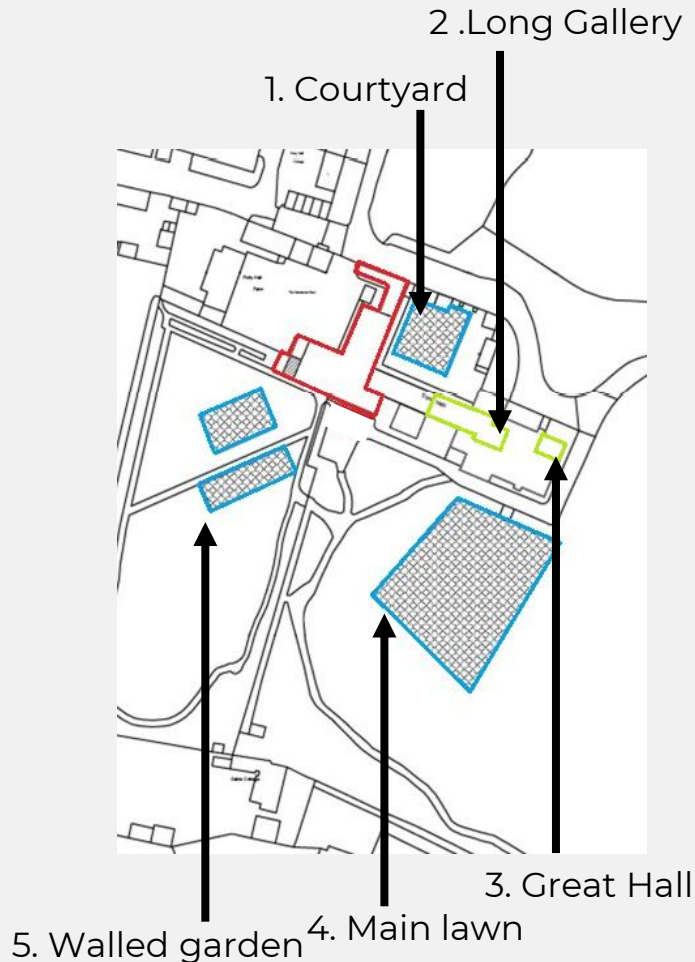 2 .Long Gallery
1. Courtyard
3. Great Hall
4. Main lawn
5. Walled garden